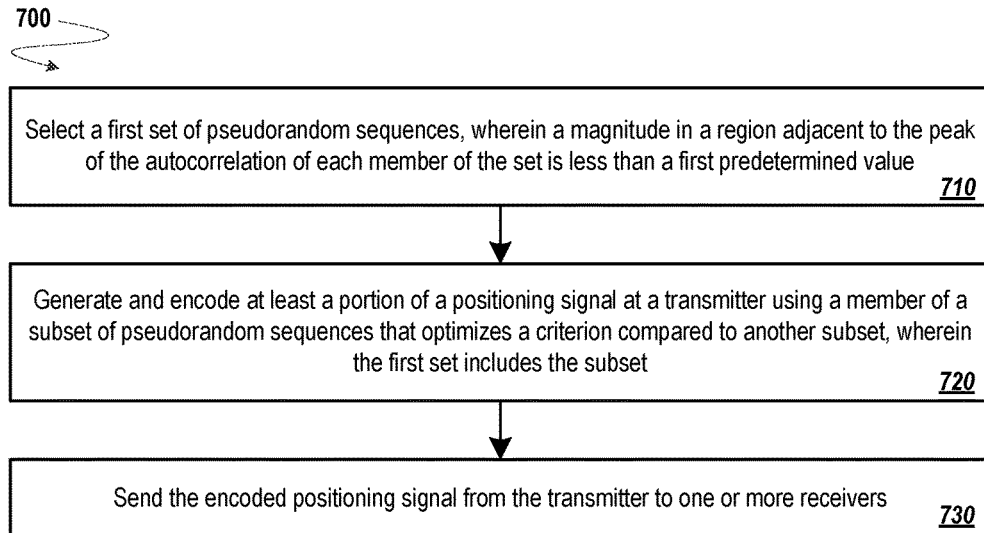 700
Select a first set of pseudorandom sequences, wherein a magnitude in a region adjacent to the peak
of the autocorrelation of each member of the set is less than a first predetermined value
710
Generate and encode at least a portion of a positioning signal at a transmitter using a member of a
subset of pseudorandom sequences that optimizes a criterion compared to another subset, wherein
the first set includes the subset
720
Send the encoded positioning signal from the transmitter to one or more receivers
730